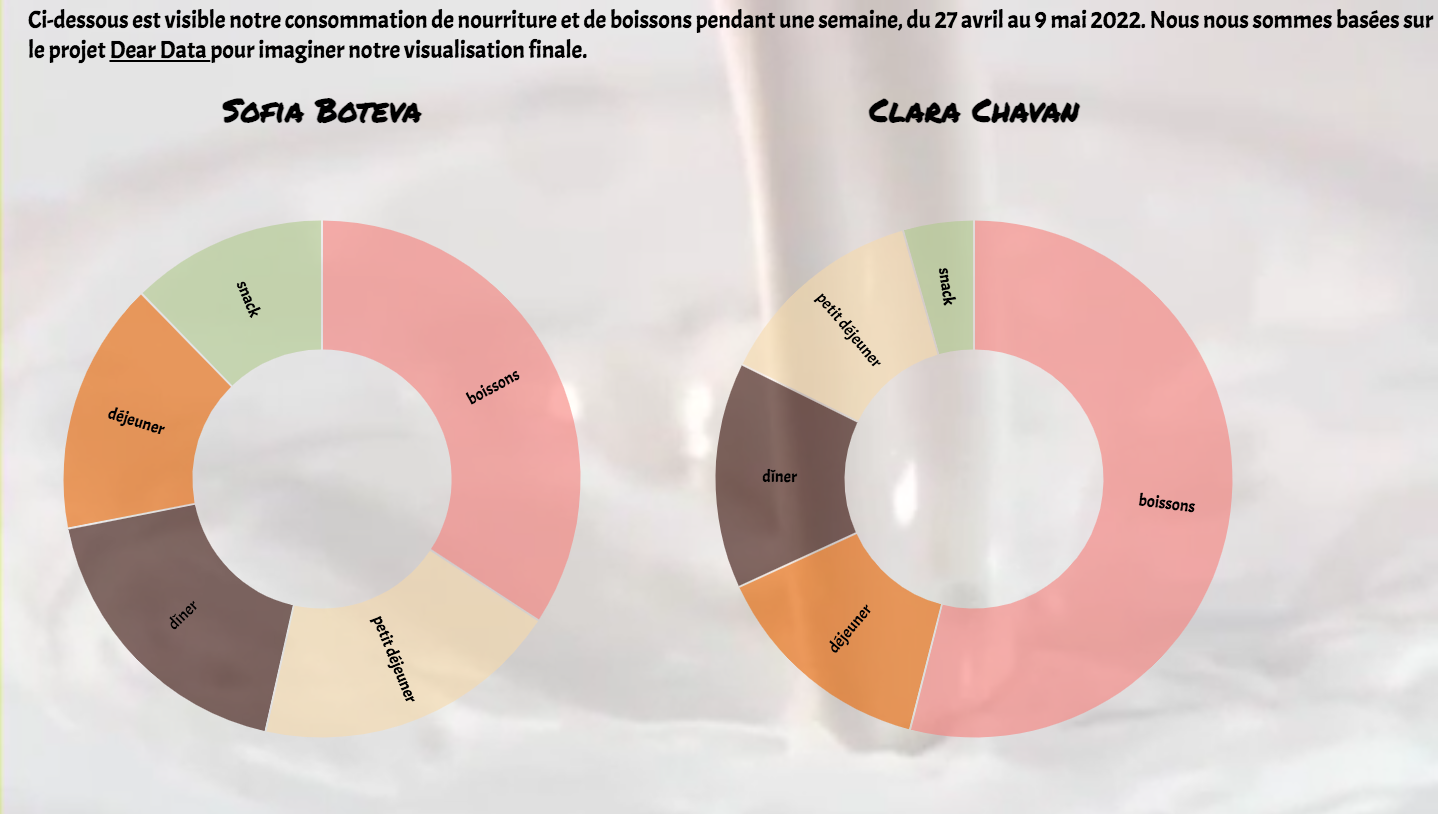 Ci-dessous est visible notre consommation de nourriture et de boissons pendant une semaine, du 27 avril au 9 mai 2022. Nous nous sommes basées sur
le projet Dear Data pour imaginer notre visualisation finale.
Sofia Boteva
boissons
petit déjeuner
dîner
déjeuner
snack
Clara Chavan
boissons
déjeuner
dîner
petit déjeuner
snack